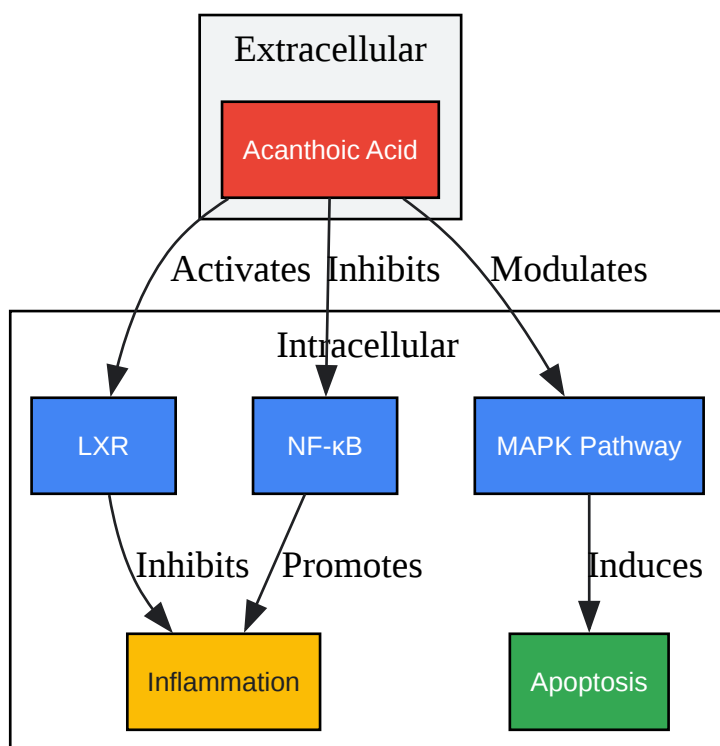 Extracellular
Acanthoic Acid
Activates
Inhibits
Modulates
Intracellular
LXR
NF-κB
MAPK Pathway
Inhibits
Promotes
Induces
Inflammation
Apoptosis